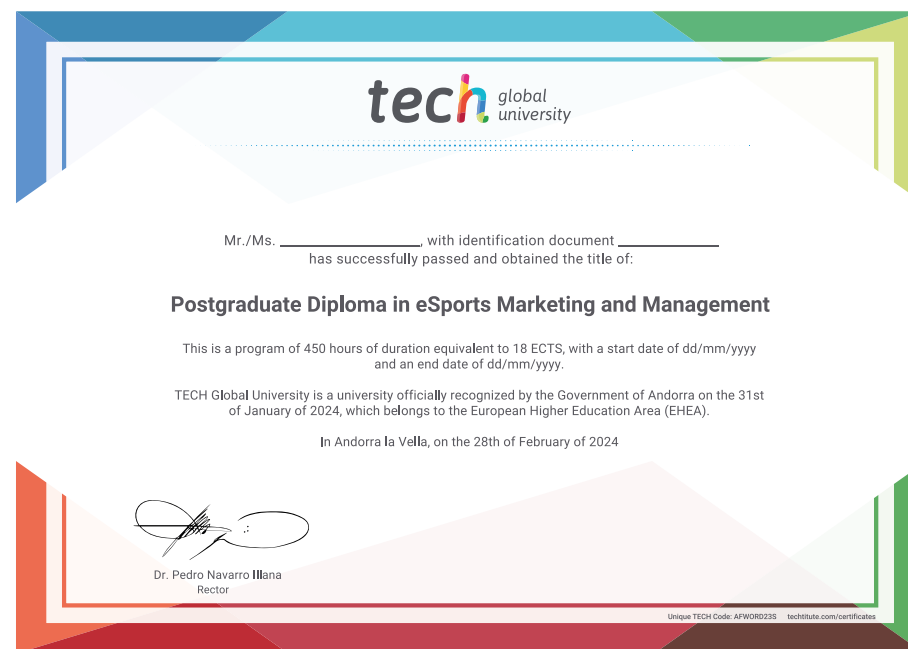 tech global university
Mr./Ms. ____________, with identification document ____________
has successfully passed and obtained the title of:
Postgraduate Diploma in eSports Marketing and Management
This is a program of 450 hours of duration equivalent to 18 ECTS, with a start date of dd/mm/yyyy
and an end date of dd/mm/yyyy.
TECH Global University is a university officially recognized by the Government of Andorra on the 31st
of January of 2024, which belongs to the European Higher Education Area (EHEA).
In Andorra la Vella, on the 28th of February of 2024
Dr. Pedro Navarro Illana
Rector
Unique TECH Code: AFWORD23S techtitute.com/certificates